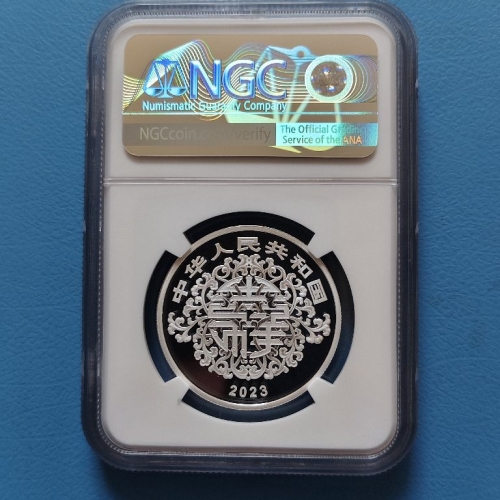 NGC
Numismatic Guaranty Company
NGCcoin.com/verify
The Official Grading
Service of the ANA
中华人民共和国
2023